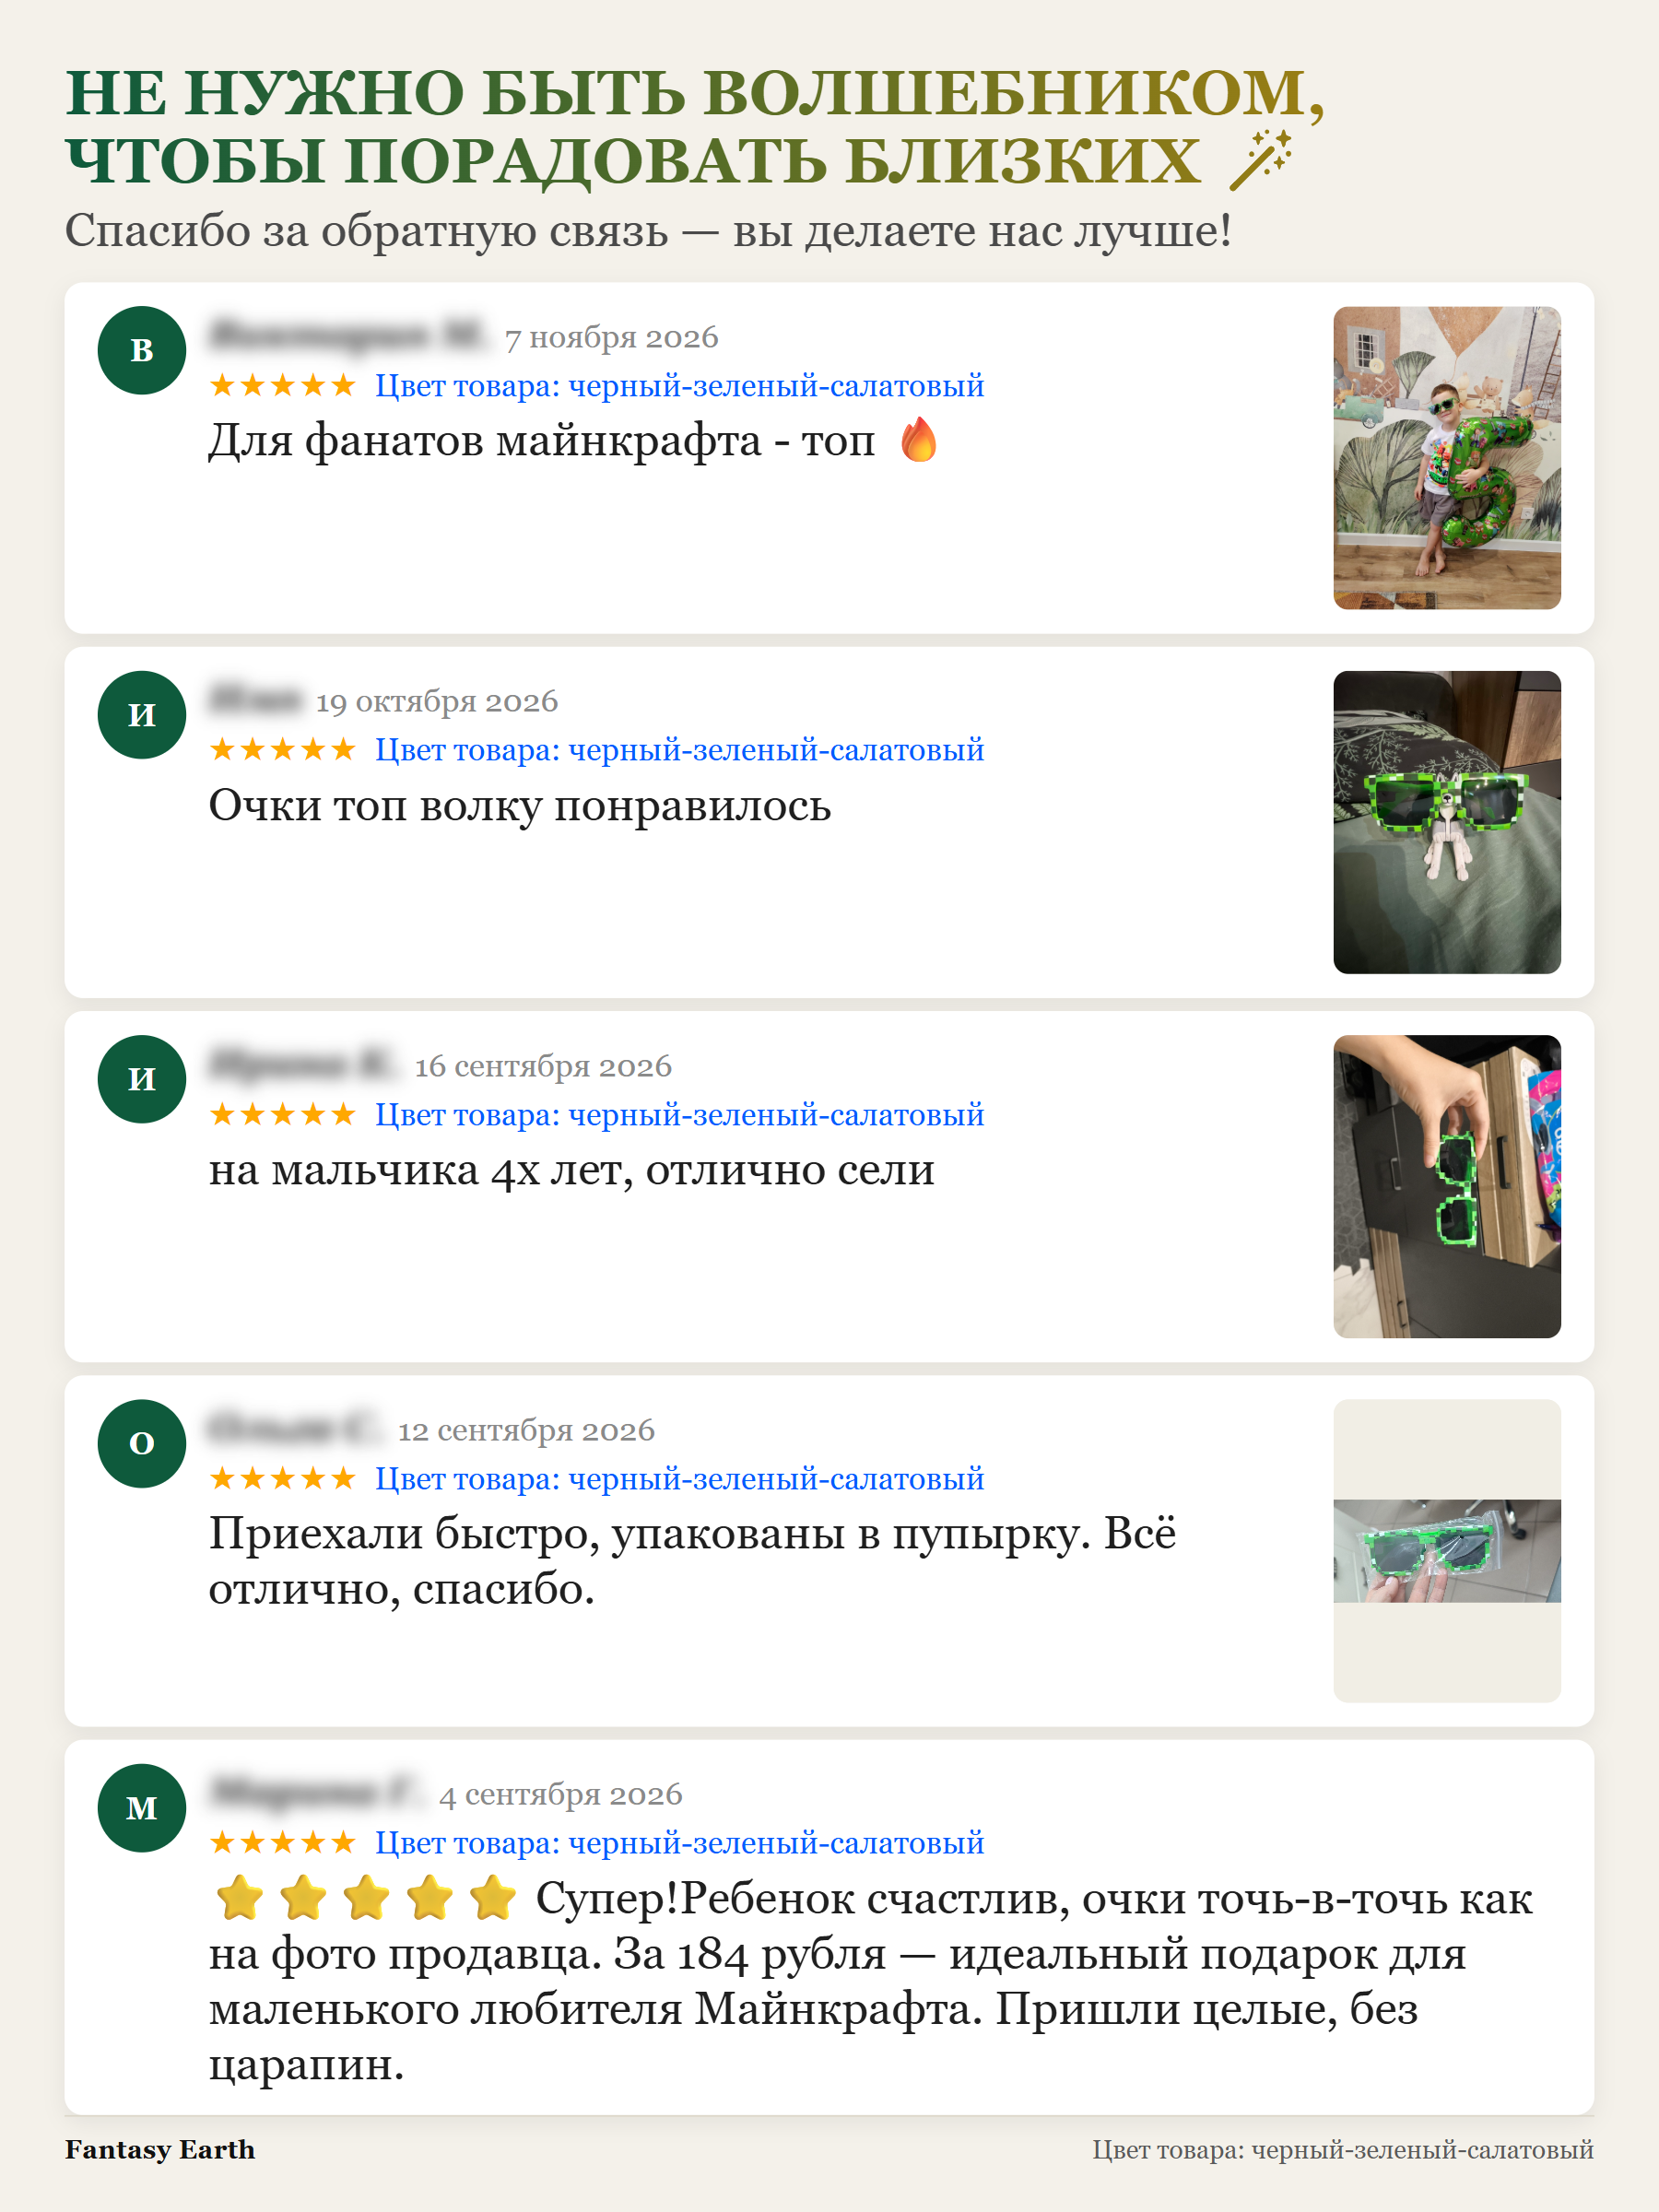 НЕ НУЖНО БЫТЬ ВОЛШЕБНИКОМ,
ЧТОБЫ ПОРАДОВАТЬ БЛИЗКИХ
Спасибо за обратную связь — вы делаете нас лучше!
В
7 ноября 2026
★★★★★ Цвет товара: черный-зеленый-салатовый
Для фанатов майнкрафта - топ 🔥
И
19 октября 2026
★★★★★ Цвет товара: черный-зеленый-салатовый
Очки топ волку понравилось
И
16 сентября 2026
★★★★★ Цвет товара: черный-зеленый-салатовый
на мальчика 4х лет, отлично сели
О
12 сентября 2026
★★★★★ Цвет товара: черный-зеленый-салатовый
Приехали быстро, упакованы в пупырку. Всё
отлично, спасибо.
М
4 сентября 2026
★★★★★ Цвет товара: черный-зеленый-салатовый
⭐⭐⭐⭐⭐ Супер!Ребенок счастлив, очки точь-в-точь как
на фото продавца. За 184 рубля — идеальный подарок для
маленького любителя Майнкрафта. Пришли целые, без
царапин.
Fantasy Earth
Цвет товара: черный-зеленый-салатовый